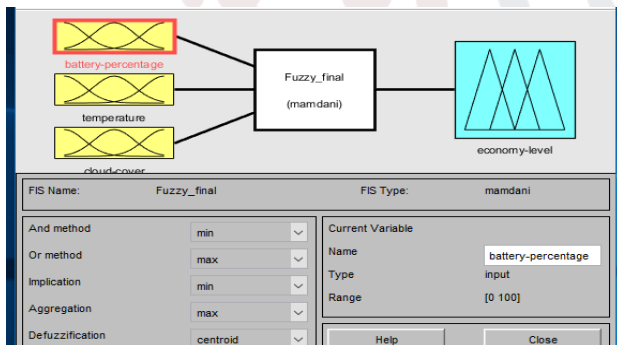 battery-percentage
temperature
cloud-cover
Fuzzy_final
(mamdani)
economy-level
FIS Name: Fuzzy_final FIS Type: mamdani
And method min
Or method max
Implication min
Aggregation max
Defuzzification centroid
Current Variable
Name battery-percentage
Type input
Range [0 100]
Help Close